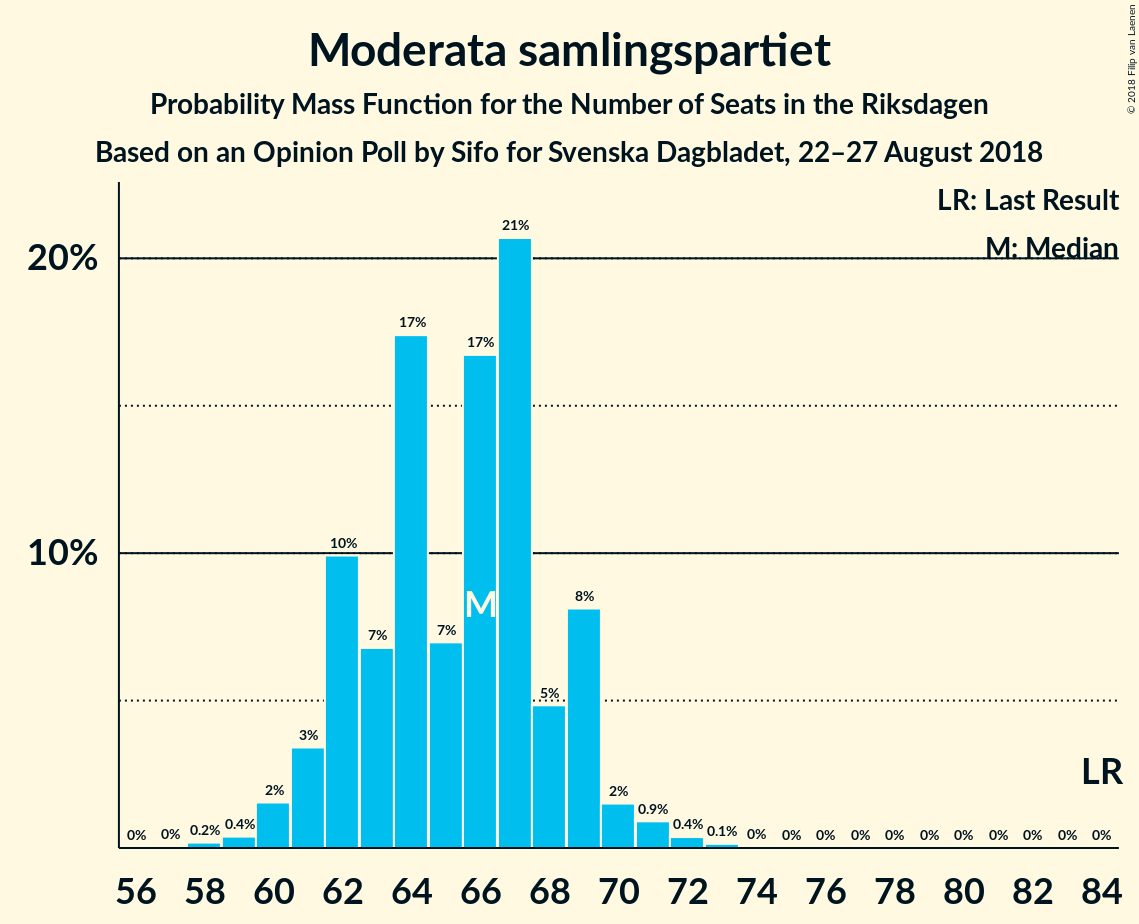 Moderata samlingspartiet
Probability Mass Function for the Number of Seats in the Riksdagen
Based on an Opinion Poll by Sifo for Svenska Dagbladet, 22–27 August 2018
© 2018 Filip van Laenen
LR: Last Result
M: Median
20%
10%
0% 0% 0.2% 0.4% 2% 3% 10% 7% 17% 7% 17% 21% 5% 8% 2% 0.9% 0.4% 0.1% 0% 0% 0% 0% 0% 0% 0% 0% 0% 0% 0%
M
LR
56 58 60 62 64 66 68 70 72 74 76 78 80 82 84